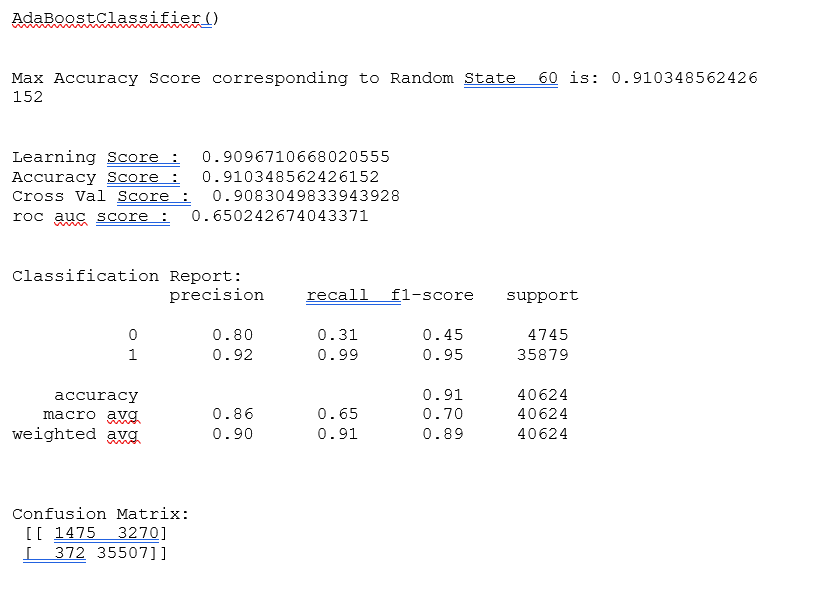 AdaBoostClassifier()
Max Accuracy Score corresponding to Random State  60 is: 0.910348562426
152
Learning Score :  0.9096710668020555
Accuracy Score :  0.910348562426152
Cross Val Score :  0.9083049833943928
roc auc score :  0.650242674043371
Classification Report:
precision    recall  f1-score   support
0       0.80      0.31      0.45      4745
1       0.92      0.99      0.95     35879
accuracy                           0.91     40624
macro avg       0.86      0.65      0.70     40624
weighted avg       0.90      0.91      0.89     40624
Confusion Matrix:
[[ 1475  3270]
[  372 35507]]